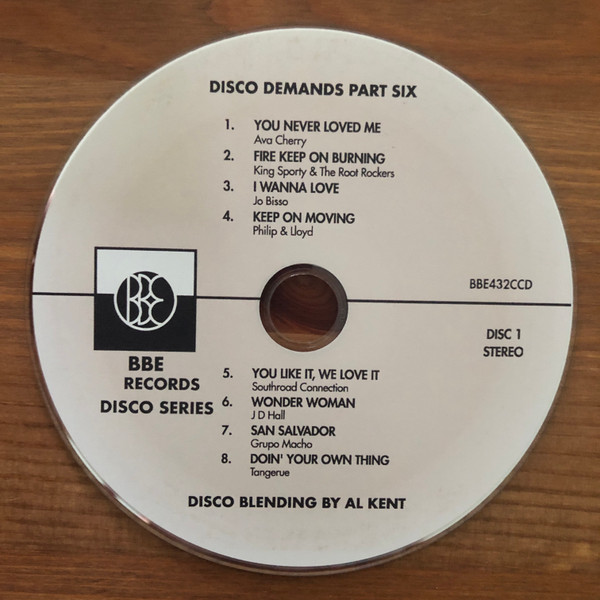 DISCO DEMANDS PART SIX
1. YOU NEVER LOVED ME
Ava Cherry
2. FIRE KEEP ON BURNING
King Sporty & The Root Rockers
3. I WANNA LOVE
Jo Bisso
4. KEEP ON MOVING
Philip & Lloyd
BBE
BBE432CCD
DISC 1
STEREO
BBE
RECORDS
DISCO SERIES
5. YOU LIKE IT, WE LOVE IT
Southroad Connection
6. WONDER WOMAN
J D Hall
7. SAN SALVADOR
Grupo Macho
8. DOIN' YOUR OWN THING
Tangerue
DISCO BLENDING BY AL KENT